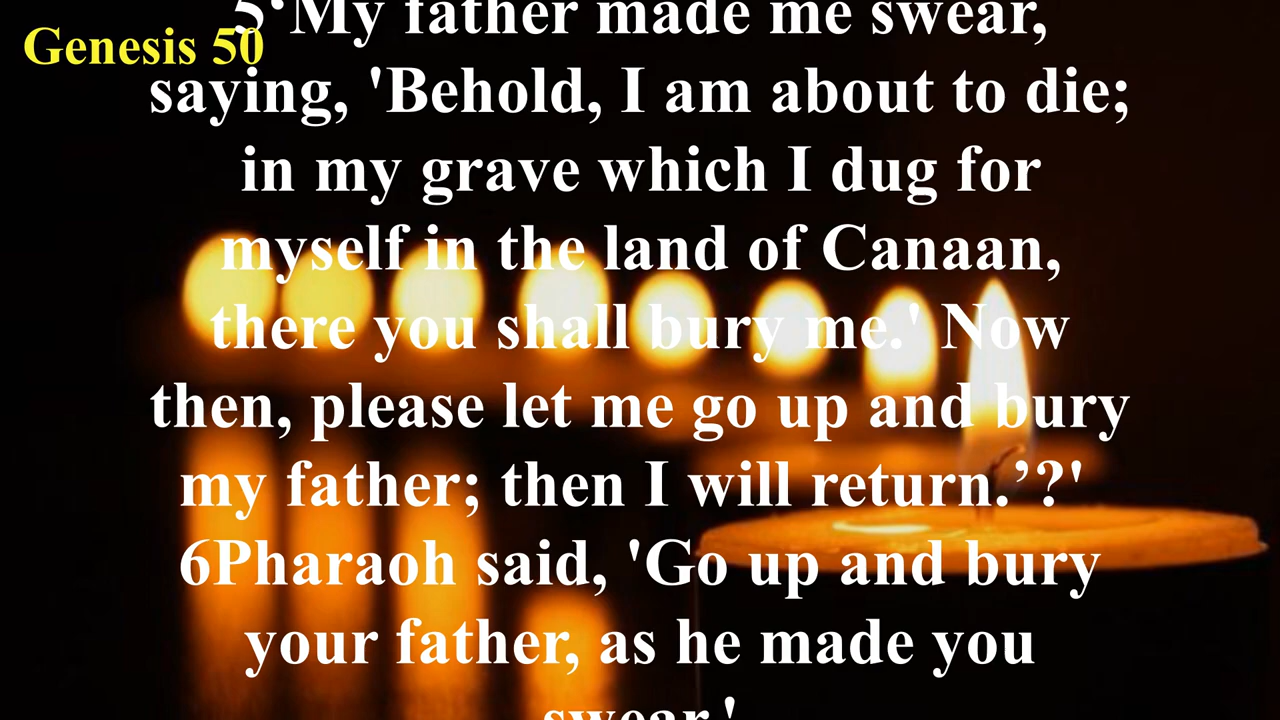 Genesis 50
5‘My father made me swear,
saying, 'Behold, I am about to die;
in my grave which I dug for
myself in the land of Canaan,
there you shall bury me.' Now
then, please let me go up and bury
my father; then I will return.’?'
6Pharaoh said, 'Go up and bury
your father, as he made you
swear.'